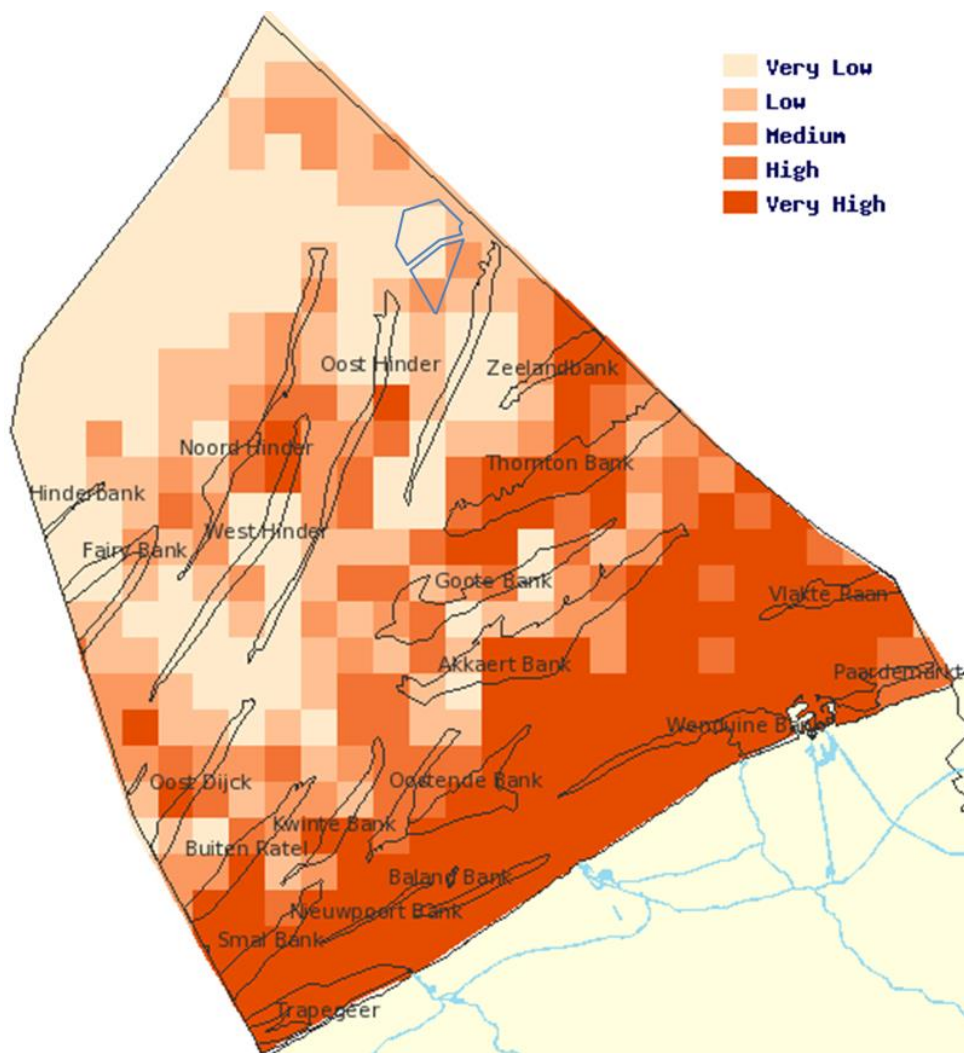 Very Low
Low
Medium
High
Very High
Oost Hinder
Zeelandbank
Noord Hinder
Thornton Bank
Hinderbank
West Hinder
Fairy Bank
Goote Bank
Vlakte Raan
Akkaert Bank
Paardemarkt
Wenduine Bank
Oost Dijck
Oostende Bank
Kwinte Bank
Buiten Ratel
Baland Bank
Nieuwpoort Bank
Smal Bank
Trapegeer